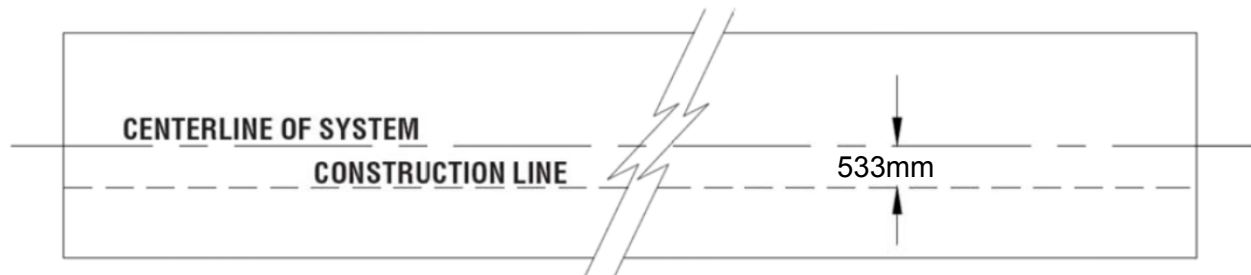 CENTERLINE OF SYSTEM
CONSTRUCTION LINE
533mm